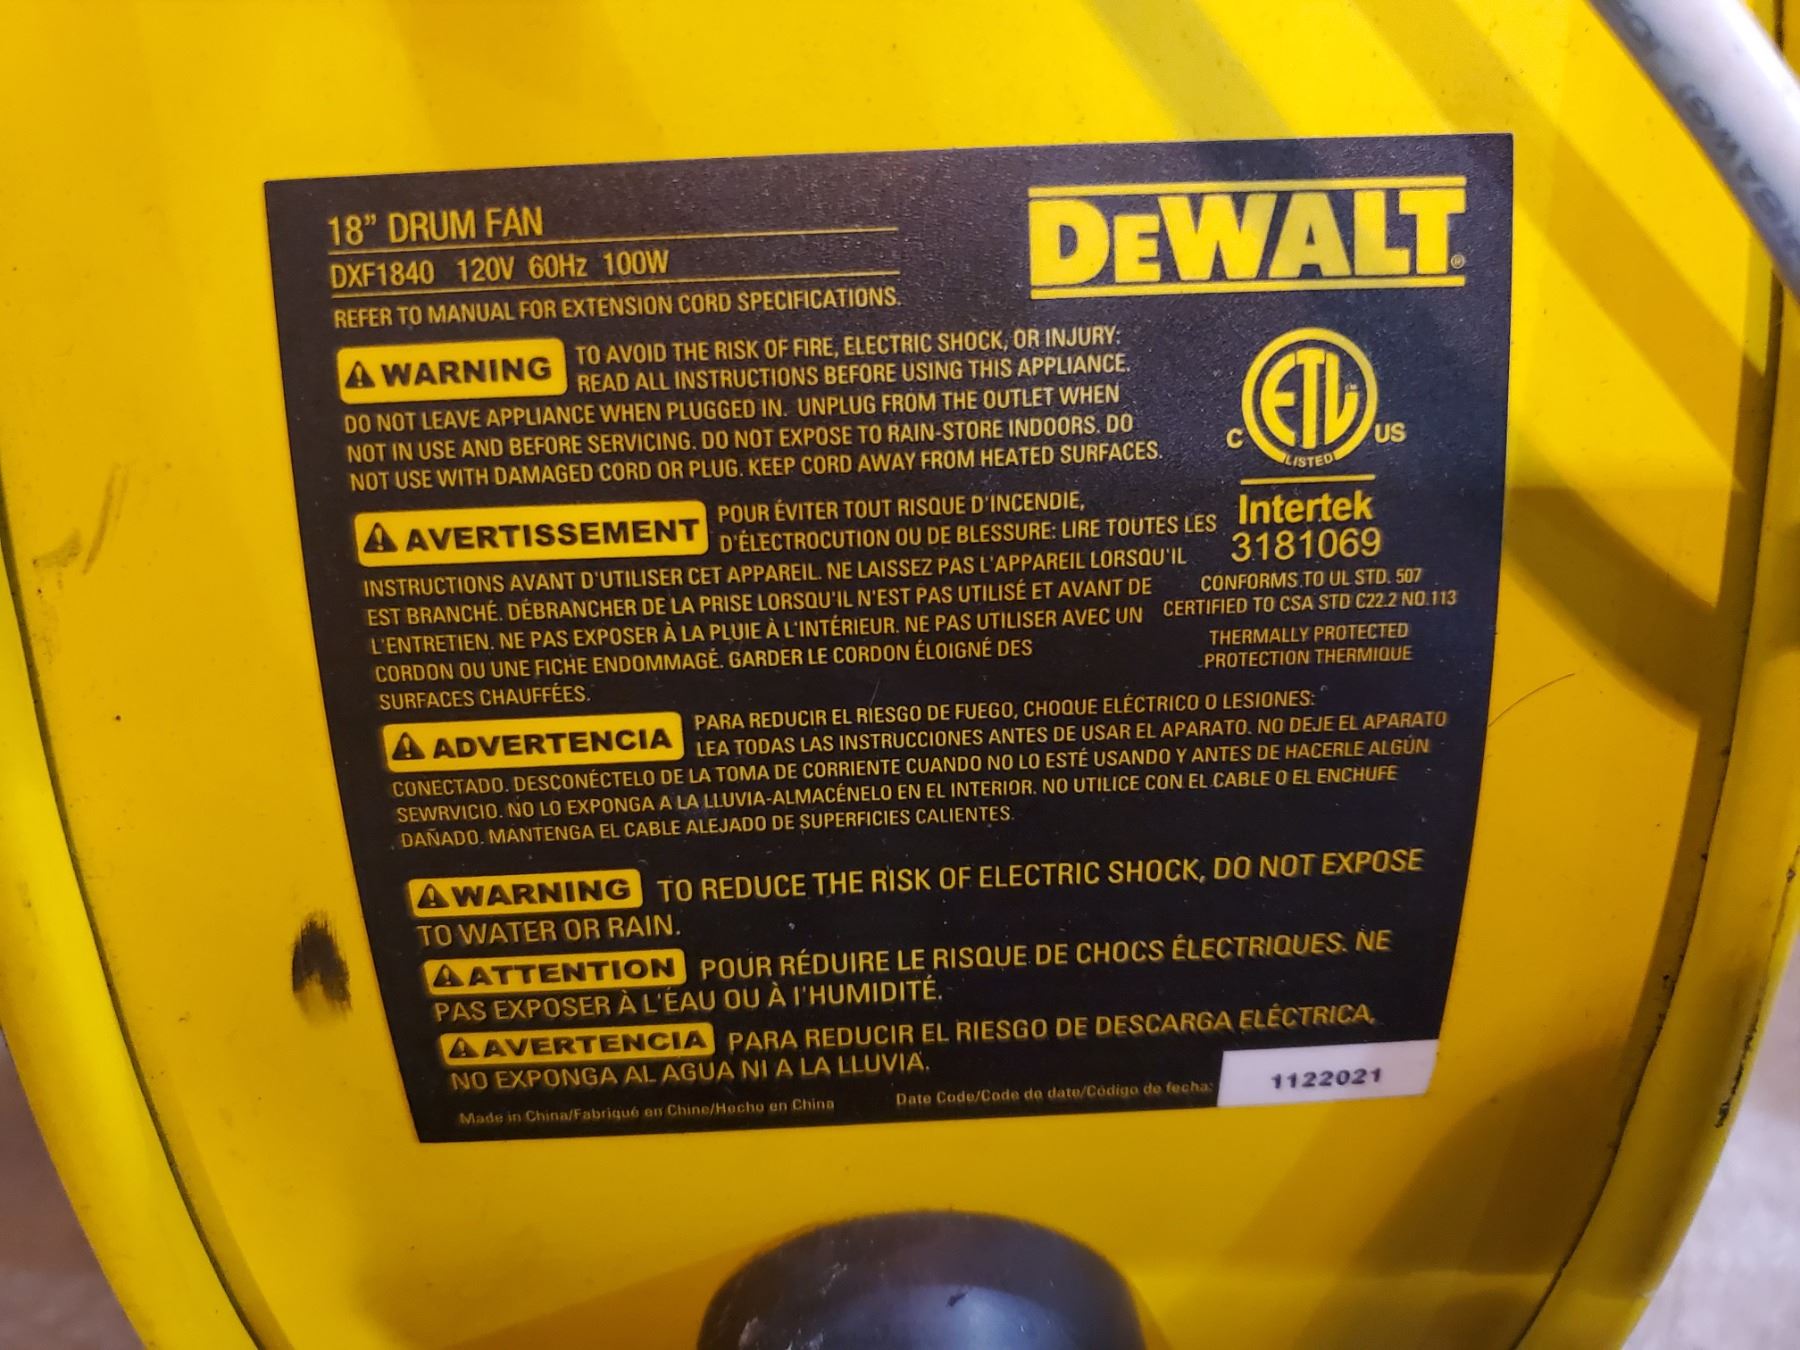 18” DRUM FAN
DXF1840 120V 60Hz 100W
REFER TO MANUAL FOR EXTENSION CORD SPECIFICATIONS.
DEWALT®
WARNING TO AVOID THE RISK OF FIRE, ELECTRIC SHOCK, OR INJURY:
READ ALL INSTRUCTIONS BEFORE USING THIS APPLIANCE.
DO NOT LEAVE APPLIANCE WHEN PLUGGED IN. UNPLUG FROM THE OUTLET WHEN
NOT IN USE AND BEFORE SERVICING. DO NOT EXPOSE TO RAIN-STORE INDOORS. DO
NOT USE WITH DAMAGED CORD OR PLUG. KEEP CORD AWAY FROM HEATED SURFACES.
ETL
C US
LISTED
Intertek
3181069
CONFORMS TO UL STD. 507
CERTIFIED TO CSA STD C22.2 NO.113
THERMALLY PROTECTED
PROTECTION THERMIQUE
AVERTISSEMENT POUR ÉVITER TOUT RISQUE D'INCENDIE,
D'ÉLECTROCUTION OU DE BLESSURE: LIRE TOUTES LES
INSTRUCTIONS AVANT D'UTILISER CET APPAREIL. NE LAISSEZ PAS L'APPAREIL LORSQU'IL
EST BRANCHÉ. DÉBRANCHER DE LA PRISE LORSQU'IL N'EST PAS UTILISÉ ET AVANT DE
L'ENTRETIEN. NE PAS EXPOSER À LA PLUIE À L'INTÉRIEUR. NE PAS UTILISER AVEC UN
CORDON OU UNE FICHE ENDOMMAGÉ. GARDER LE CORDON ÉLOIGNÉ DES
SURFACES CHAUFFÉES.
ADVERTENCIA PARA REDUCIR EL RIESGO DE FUEGO, CHOQUE ELÉCTRICO O LESIONES:
LEA TODAS LAS INSTRUCCIONES ANTES DE USAR EL APARATO. NO DEJE EL APARATO
CONECTADO. DESCONÉCTELO DE LA TOMA DE CORRIENTE CUANDO NO LO ESTÉ USANDO Y ANTES DE HACERLE ALGÚN
SEWRVICIO. NO LO EXPONGA A LA LLUVIA-ALMACÉNELO EN EL INTERIOR. NO UTILICE CON EL CABLE O EL ENCHUFE
DAÑADO. MANTENGA EL CABLE ALEJADO DE SUPERFICIES CALIENTES.
WARNING TO REDUCE THE RISK OF ELECTRIC SHOCK, DO NOT EXPOSE
TO WATER OR RAIN.
ATTENTION POUR RÉDUIRE LE RISQUE DE CHOCS ÉLECTRIQUES. NE
PAS EXPOSER À L'ÉAU OU À I'HUMIDITÉ.
AVERTENCIA PARA REDUCIR EL RIESGO DE DESCARGA ELÉCTRICA,
NO EXPONGA AL AGUA NI A LA LLUVIA.
Made in China/Fabriqué en Chine/Hecho en China
Date Code/Code de date/Código de fecha: 1122021